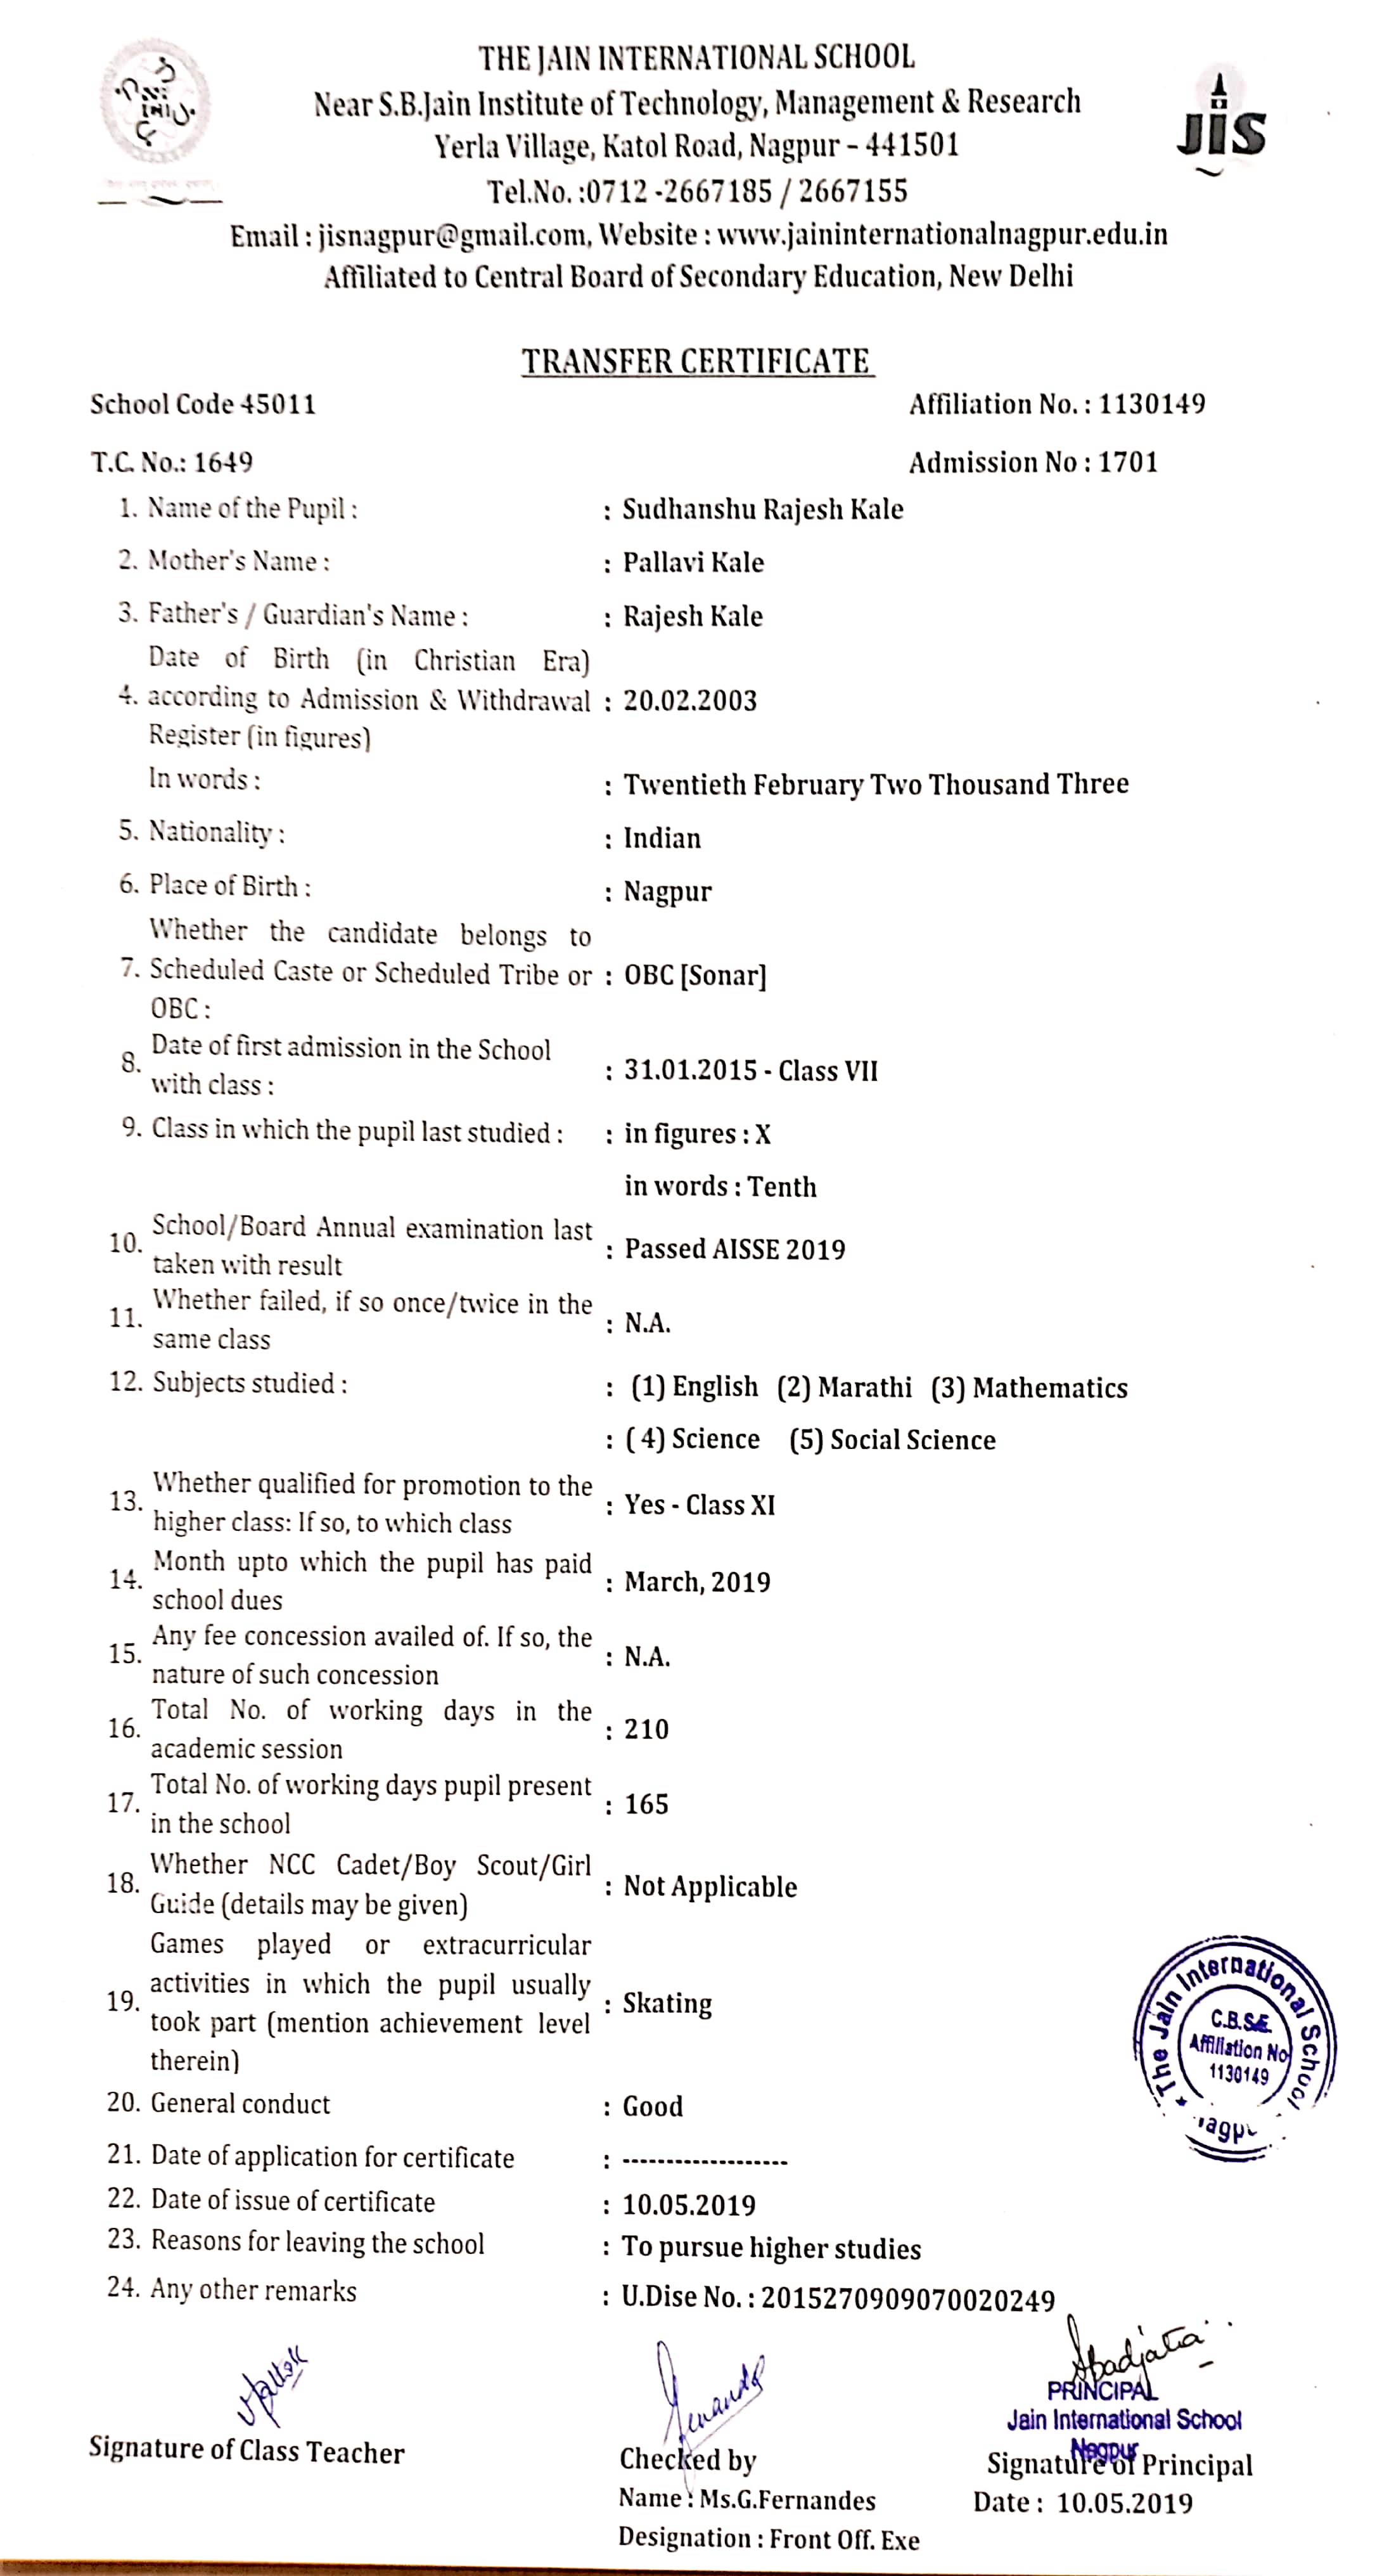 THE JAIN INTERNATIONAL SCHOOL
Near S.B.Jain Institute of Technology, Management & Research
Yerla Village, Katol Road, Nagpur – 441501
Tel.No. :0712 -2667185 / 2667155
Email : jisnagpur@gmail.com, Website : www.jaininternationalnagpur.edu.in
Affiliated to Central Board of Secondary Education, New Delhi
JIS
TRANSFER CERTIFICATE
School Code 45011 Affiliation No. : 1130149
T.C. No.: 1649 Admission No : 1701
1. Name of the Pupil : : Sudhanshu Rajesh Kale
2. Mother's Name : : Pallavi Kale
3. Father's / Guardian's Name : : Rajesh Kale
Date of Birth (in Christian Era)
4. according to Admission & Withdrawal : 20.02.2003
Register (in figures)
In words : : Twentieth February Two Thousand Three
5. Nationality : : Indian
6. Place of Birth : : Nagpur
Whether the candidate belongs to
7. Scheduled Caste or Scheduled Tribe or : OBC [Sonar]
OBC :
8. Date of first admission in the School
with class : : 31.01.2015 - Class VII
9. Class in which the pupil last studied : : in figures : X
in words : Tenth
10. School/Board Annual examination last
taken with result : Passed AISSE 2019
11. Whether failed, if so once/twice in the
same class : N.A.
12. Subjects studied : : (1) English (2) Marathi (3) Mathematics
: ( 4) Science (5) Social Science
13. Whether qualified for promotion to the
higher class: If so, to which class : Yes - Class XI
14. Month upto which the pupil has paid
school dues : March, 2019
15. Any fee concession availed of. If so, the
nature of such concession : N.A.
16. Total No. of working days in the
academic session : 210
17. Total No. of working days pupil present
in the school : 165
18. Whether NCC Cadet/Boy Scout/Girl
Guide (details may be given) : Not Applicable
Games played or extracurricular
activities in which the pupil usually
19. took part (mention achievement level : Skating
therein)
The Jain International School
C.B.S.E.
Affiliation No
1130149
20. General conduct : Good
21. Date of application for certificate : -------------------
22. Date of issue of certificate : 10.05.2019
23. Reasons for leaving the school : To pursue higher studies
24. Any other remarks : U.Dise No. : 2015270909070020249
PRINCIPAL
Jain International School
Nagpur
Signature of Class Teacher Checked by Signature of Principal
Name : Ms.G.Fernandes Date : 10.05.2019
Designation : Front Off. Exe